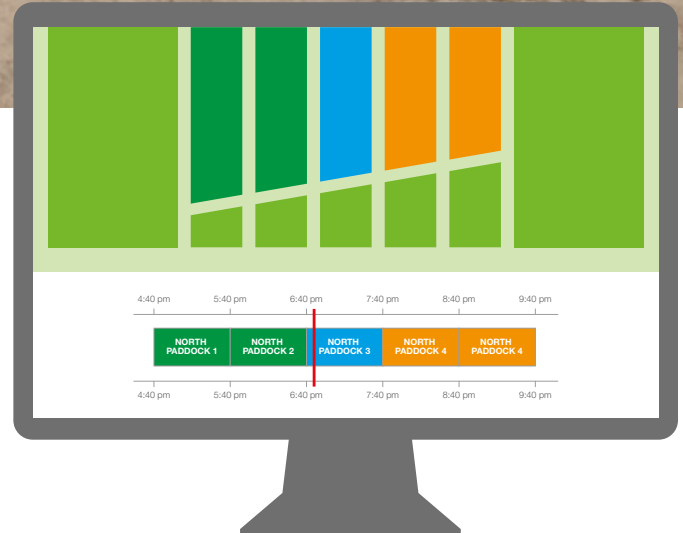 4:40 pm 5:40 pm 6:40 pm 7:40 pm 8:40 pm 9:40 pm
NORTH PADDOCK 1
NORTH PADDOCK 2
NORTH PADDOCK 3
NORTH PADDOCK 4
NORTH PADDOCK 4
4:40 pm 5:40 pm 6:40 pm 7:40 pm 8:40 pm 9:40 pm